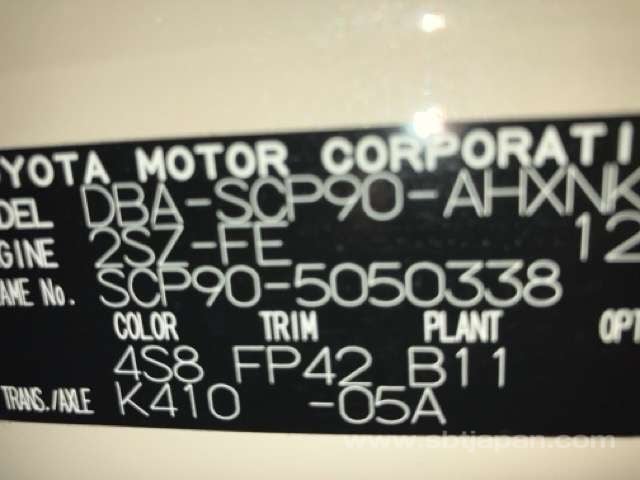 OYOTA MOTOR CORPORATI
DEL DBA-SCP90-AHXNK
GINE 2SZ-FE 12
AME No. SCP90-5050338
COLOR TRIM PLANT OPT
4S8 FP42 B11
TRANS./AXLE K410 -05A
www.sbtjapan.com